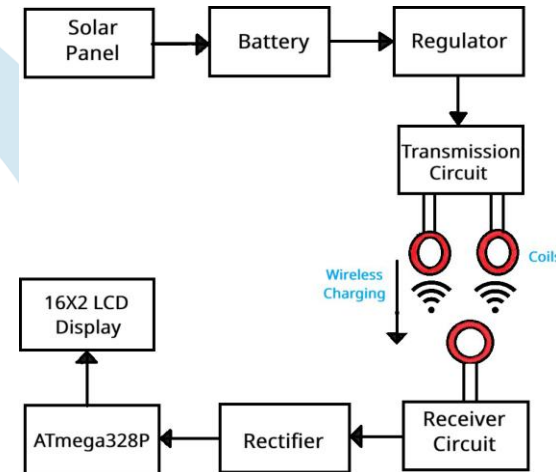 Solar
Panel
Battery
Regulator
Transmission
Circuit
Coils
Wireless
Charging
16X2 LCD
Display
ATmega328P
Rectifier
Receiver
Circuit